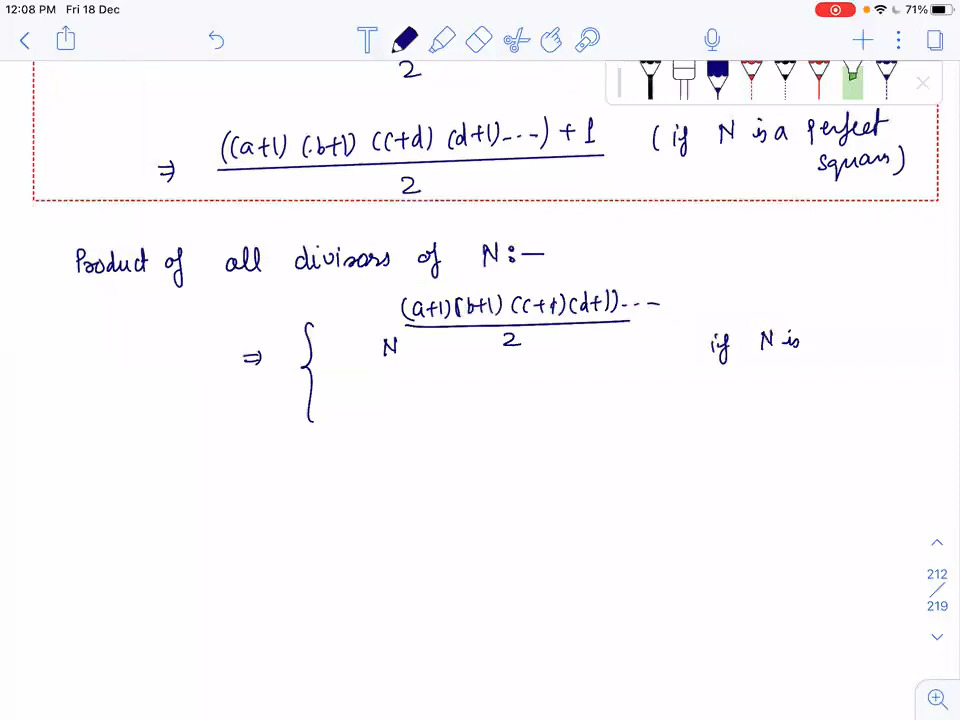 12:08 PM Fri 18 Dec 71%
T
2
⇒ ((a+1) (b+1) (c+d) (d+1)....) + 1 (if N is a perfect
2 square)
Product of all divisors of N:—
(a+1)(b+1)(c+1)(d+1))....
⇒ { N 2 if N is
212
/
219